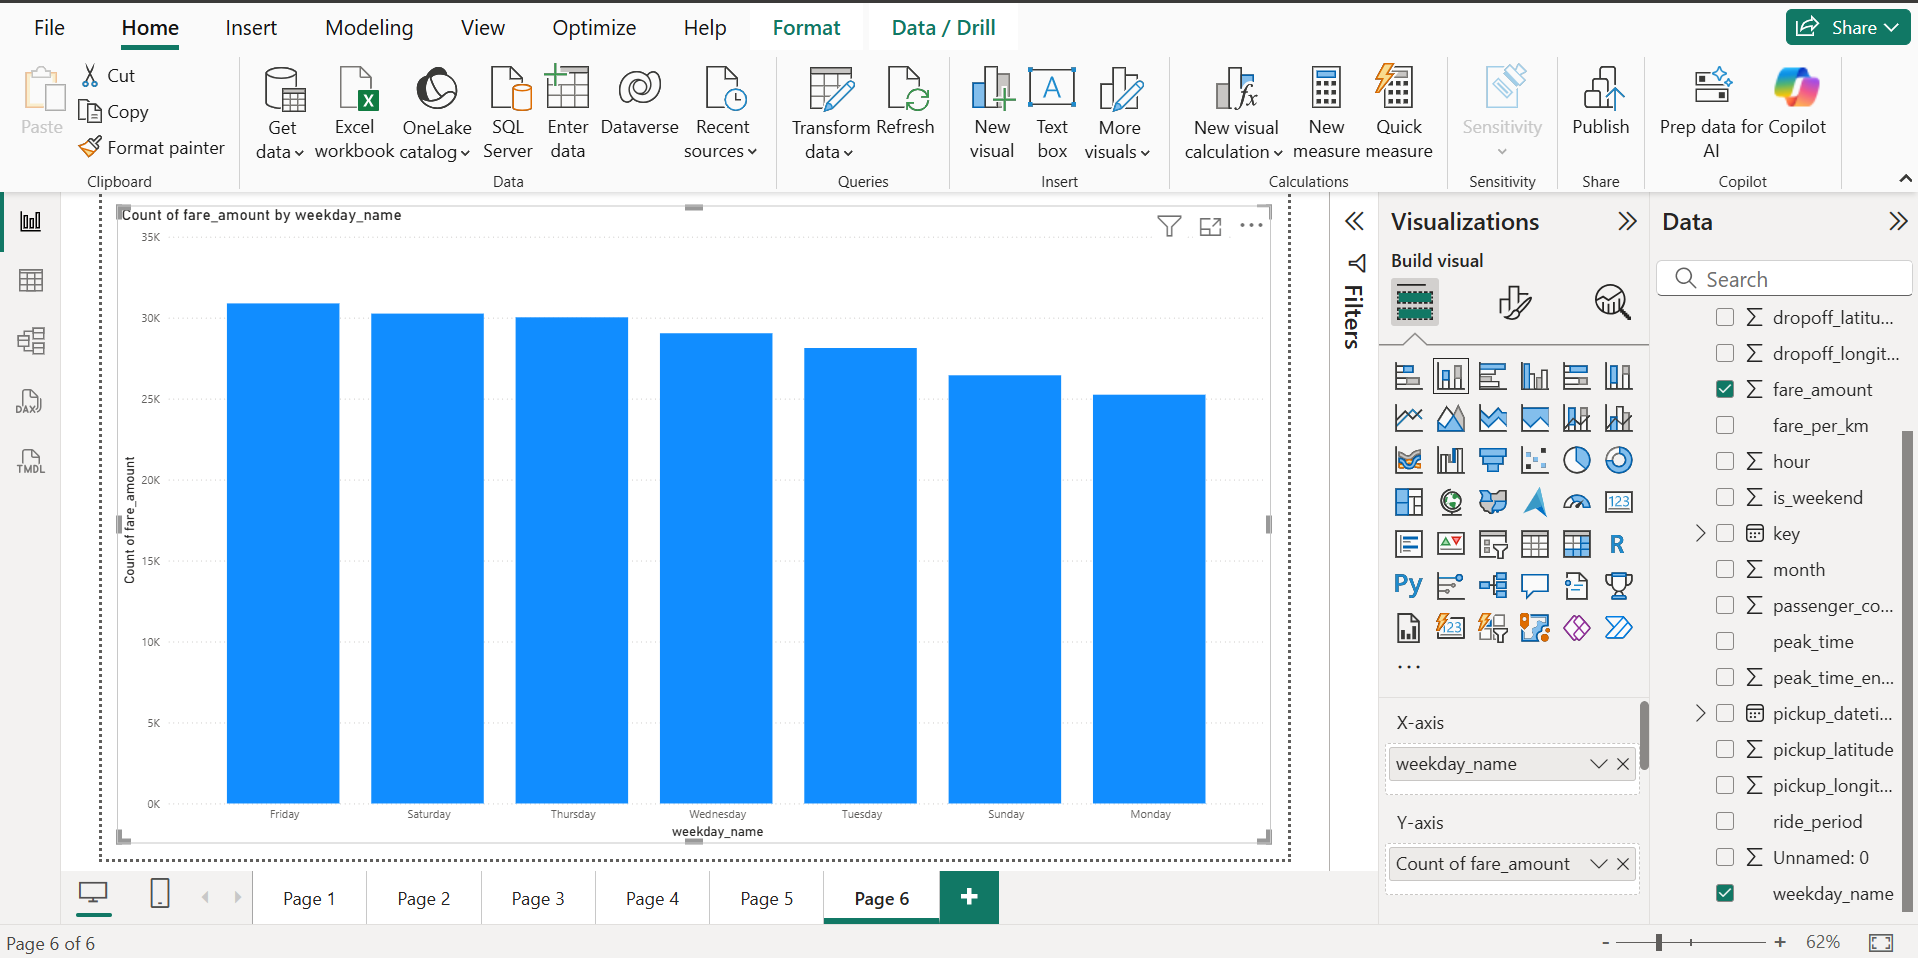 File
Home
Insert
Modeling
View
Optimize
Help
Format
Data / Drill
Share
Paste
Cut
Copy
Format painter
Clipboard
Get
data
Excel
workbook
OneLake
catalog
SQL
Server
Enter
data
Dataverse
Recent
sources
Data
Transform
data
Refresh
Queries
New
visual
Text
box
More
visuals
Insert
New visual
calculation
New
measure
Quick
measure
Calculations
Sensitivity
Sensitivity
Publish
Share
Prep data for
AI
Copilot
Copilot
DAX
TMDL
Count of fare_amount by weekday_name
35K
30K
25K
20K
15K
10K
5K
0K
Count of fare_amount
Friday
Saturday
Thursday
Wednesday
Tuesday
Sunday
Monday
weekday_name
Filters
Visualizations
Build visual
123
R
Py
123
...
X-axis
weekday_name
Y-axis
Count of fare_amount
Data
Search
dropoff_latitu...
dropoff_longit...
fare_amount
fare_per_km
hour
is_weekend
key
month
passenger_co...
peak_time
peak_time_en...
pickup_dateti...
pickup_latitude
pickup_longit...
ride_period
Unnamed: 0
weekday_name
Page 1
Page 2
Page 3
Page 4
Page 5
Page 6
+
Page 6 of 6
- + 62%